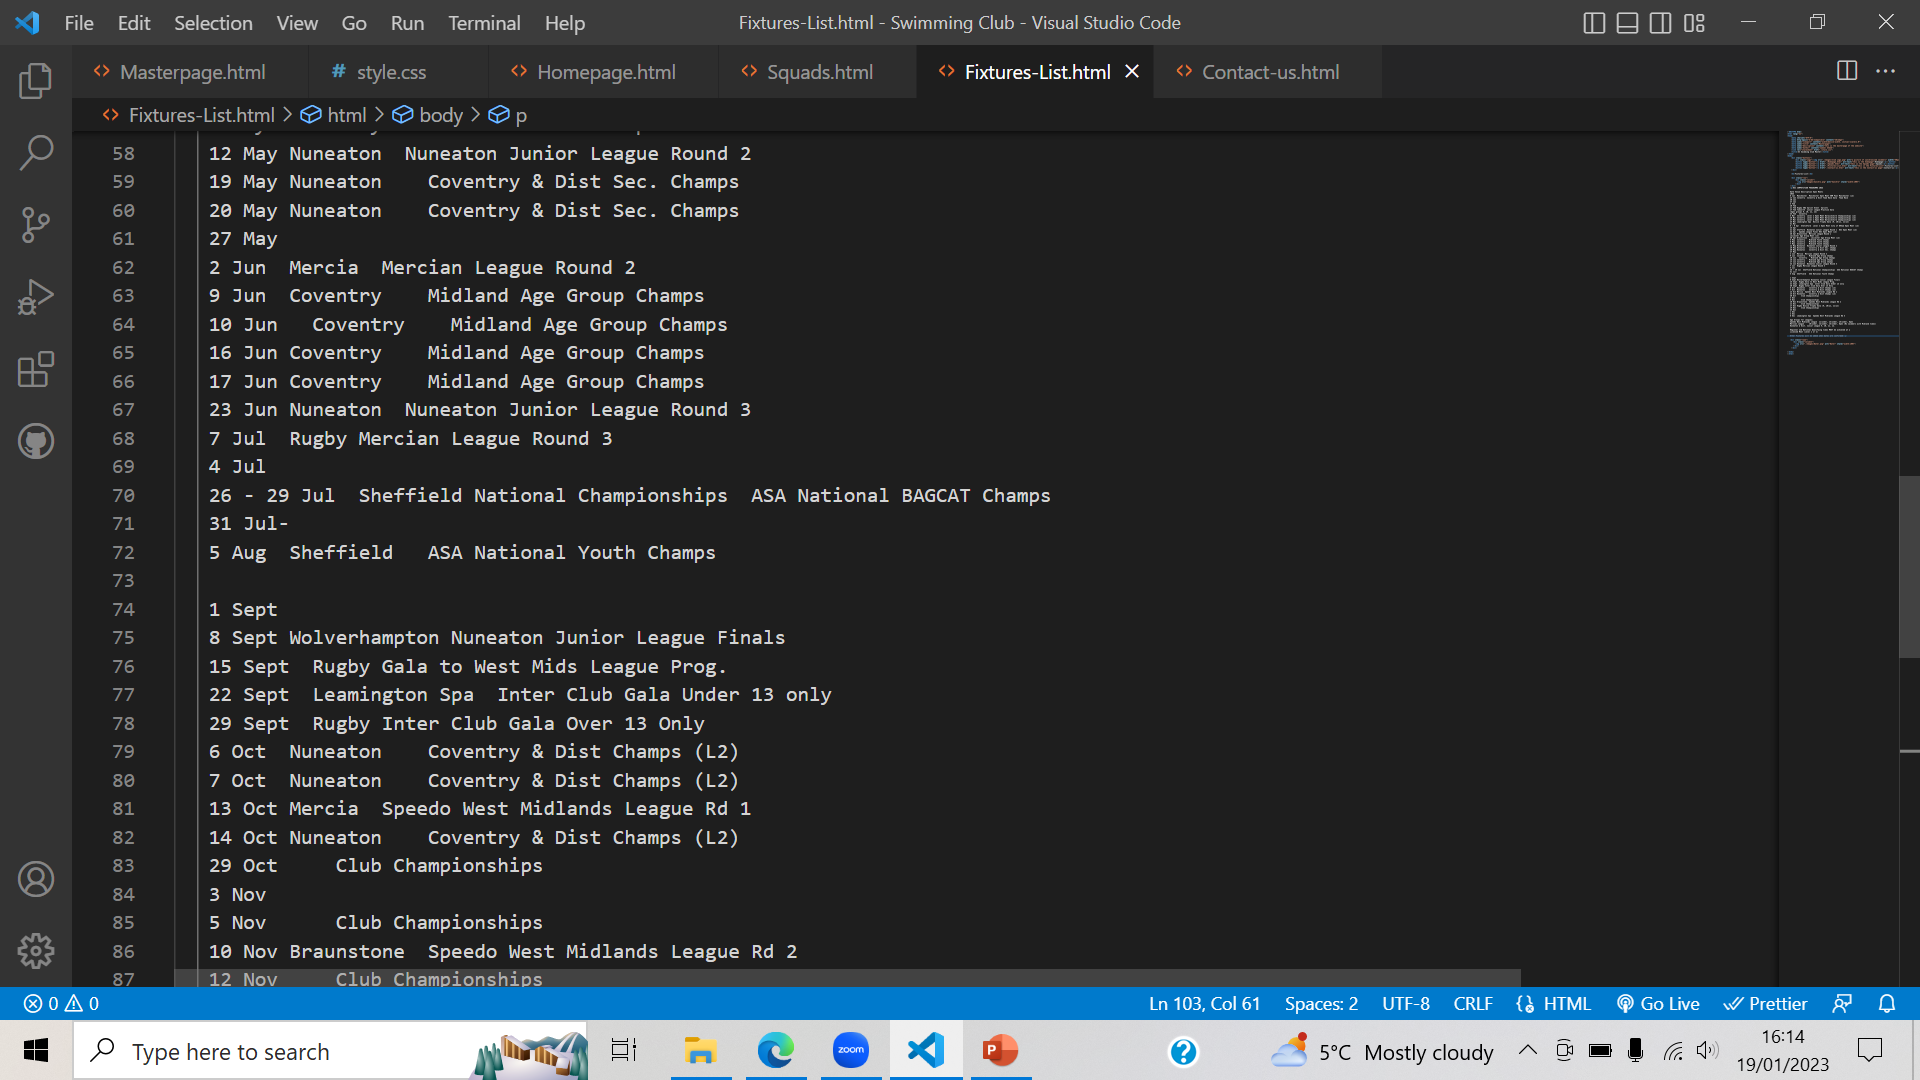 File Edit Selection View Go Run Terminal Help Fixtures-List.html - Swimming Club - Visual Studio Code
Masterpage.html # style.css Homepage.html Squads.html Fixtures-List.html Contact-us.html
Fixtures-List.html > html > body > p
58 12 May Nuneaton  Nuneaton Junior League Round 2
59 19 May Nuneaton    Coventry & Dist Sec. Champs
60 20 May Nuneaton    Coventry & Dist Sec. Champs
61 27 May
62 2 Jun  Mercia  Mercian League Round 2
63 9 Jun  Coventry    Midland Age Group Champs
64 10 Jun   Coventry    Midland Age Group Champs
65 16 Jun Coventry    Midland Age Group Champs
66 17 Jun Coventry    Midland Age Group Champs
67 23 Jun Nuneaton  Nuneaton Junior League Round 3
68 7 Jul  Rugby Mercian League Round 3
69 4 Jul
70 26 - 29 Jul  Sheffield National Championships  ASA National BAGCAT Champs
71 31 Jul-
72 5 Aug  Sheffield   ASA National Youth Champs
73
74 1 Sept
75 8 Sept Wolverhampton Nuneaton Junior League Finals
76 15 Sept  Rugby Gala to West Mids League Prog.
77 22 Sept  Leamington Spa  Inter Club Gala Under 13 only
78 29 Sept  Rugby Inter Club Gala Over 13 Only
79 6 Oct  Nuneaton    Coventry & Dist Champs (L2)
80 7 Oct  Nuneaton    Coventry & Dist Champs (L2)
81 13 Oct Mercia  Speedo West Midlands League Rd 1
82 14 Oct Nuneaton    Coventry & Dist Champs (L2)
83 29 Oct     Club Championships
84 3 Nov
85 5 Nov      Club Championships
86 10 Nov Braunstone  Speedo West Midlands League Rd 2
87 12 Nov     Club Championships
0 0 Ln 103, Col 61 Spaces: 2 UTF-8 CRLF HTML Go Live Prettier
Type here to search zoom P ? 5°C Mostly cloudy 16:14
19/01/2023